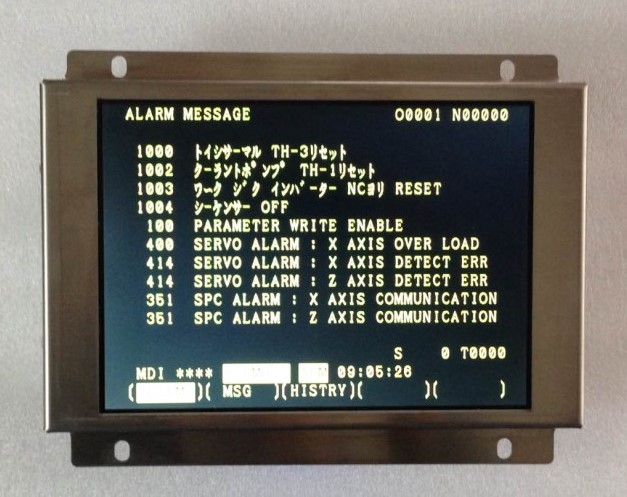 ALARM MESSAGE O0001 N00000
1000 トイシサーマル TH-3リセット
1002 クーラントポンプ TH-1リセット
1003 ワーク ジク インバーター NCヨリ RESET
1004 シーケンサー OFF
100 PARAMETER WRITE ENABLE
400 SERVO ALARM : X AXIS OVER LOAD
414 SERVO ALARM : X AXIS DETECT ERR
414 SERVO ALARM : Z AXIS DETECT ERR
351 SPC ALARM : X AXIS COMMUNICATION
351 SPC ALARM : Z AXIS COMMUNICATION
S 0 T0000
MDI **** 09:05:26
( )( MSG )(HISTRY)( )( )